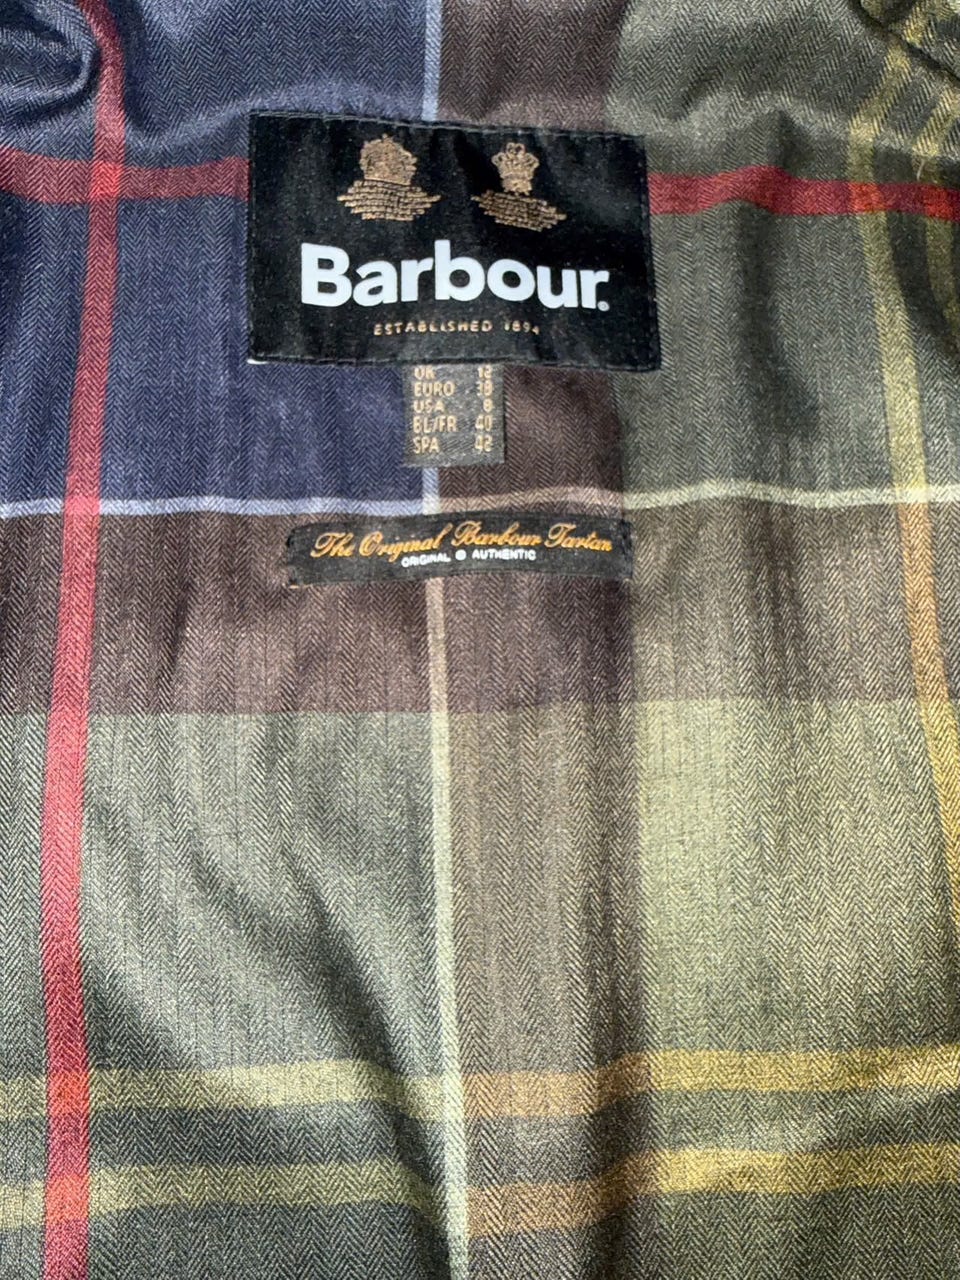 Barbour.
ESTABLISHED 1894
UK 12
EURO 38
USA 8
BL/FR 40
SPA 42
The Original Barbour Tartan
ORIGINAL @ AUTHENTIC